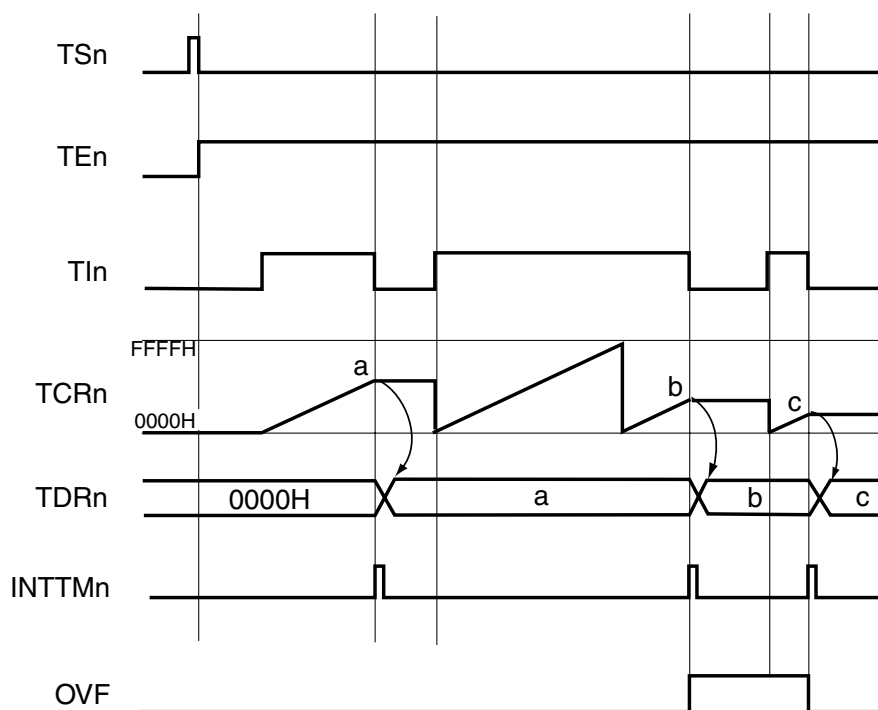 TSn
TEn
TIn
FFFFH
TCRn
0000H
a
b
c
TDRn
0000H
a
b
c
INTTMn
OVF